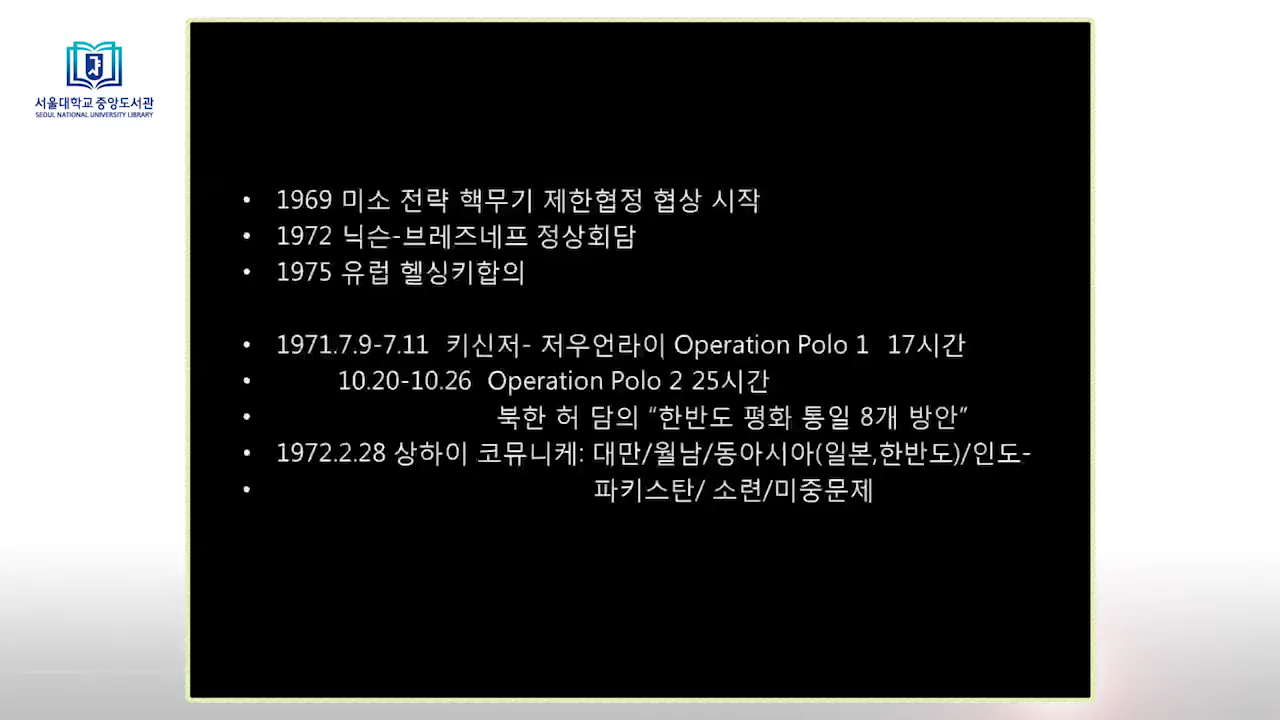 서울대학교 중앙도서관
SEOUL NATIONAL UNIVERSITY LIBRARY
• 1969 미소 전략 핵무기 제한협정 협상 시작
• 1972 닉슨-브레즈네프 정상회담
• 1975 유럽 헬싱키합의
• 1971.7.9-7.11 키신저- 저우언라이 Operation Polo 1 17시간
• 10.20-10.26 Operation Polo 2 25시간
• 북한 허 담의 “한반도 평화 통일 8개 방안”
• 1972.2.28 상하이 코뮤니케: 대만/월남/동아시아(일본,한반도)/인도-
• 파키스탄/ 소련/미중문제